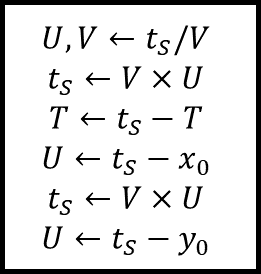 U, V ← t_S/V
t_S ← V × U
T ← t_S − T
U ← t_S − x_0
t_S ← V × U
U ← t_S − y_0